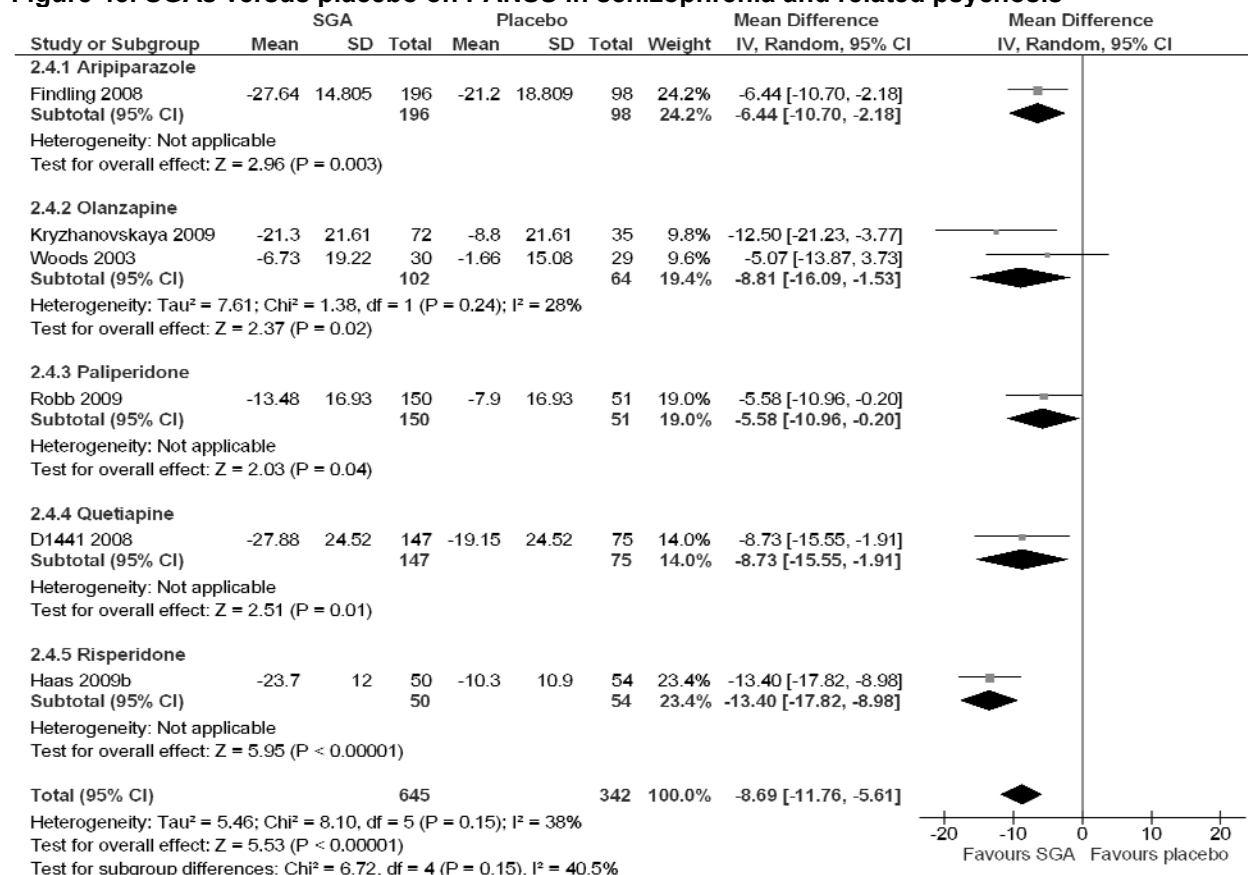 SGA Placebo Mean Difference Mean Difference
Study or Subgroup Mean SD Total Mean SD Total Weight IV, Random, 95% CI IV, Random, 95% CI
2.4.1 Aripiparazole
Findling 2008 -27.64 14.805 196 -21.2 18.809 98 24.2% -6.44 [-10.70, -2.18]
Subtotal (95% CI) 196 98 24.2% -6.44 [-10.70, -2.18]
Heterogeneity: Not applicable
Test for overall effect: Z = 2.96 (P = 0.003)
2.4.2 Olanzapine
Kryzhanovskaya 2009 -21.3 21.61 72 -8.8 21.61 35 9.8% -12.50 [-21.23, -3.77]
Woods 2003 -6.73 19.22 30 -1.66 15.08 29 9.6% -5.07 [-13.87, 3.73]
Subtotal (95% CI) 102 64 19.4% -8.81 [-16.09, -1.53]
Heterogeneity: Tau² = 7.61; Chi² = 1.38, df = 1 (P = 0.24); I² = 28%
Test for overall effect: Z = 2.37 (P = 0.02)
2.4.3 Paliperidone
Robb 2009 -13.48 16.93 150 -7.9 16.93 51 19.0% -5.58 [-10.96, -0.20]
Subtotal (95% CI) 150 51 19.0% -5.58 [-10.96, -0.20]
Heterogeneity: Not applicable
Test for overall effect: Z = 2.03 (P = 0.04)
2.4.4 Quetiapine
D1441 2008 -27.88 24.52 147 -19.15 24.52 75 14.0% -8.73 [-15.55, -1.91]
Subtotal (95% CI) 147 75 14.0% -8.73 [-15.55, -1.91]
Heterogeneity: Not applicable
Test for overall effect: Z = 2.51 (P = 0.01)
2.4.5 Risperidone
Haas 2009b -23.7 12 50 -10.3 10.9 54 23.4% -13.40 [-17.82, -8.98]
Subtotal (95% CI) 50 54 23.4% -13.40 [-17.82, -8.98]
Heterogeneity: Not applicable
Test for overall effect: Z = 5.95 (P < 0.00001)
Total (95% CI) 645 342 100.0% -8.69 [-11.76, -5.61]
Heterogeneity: Tau² = 5.46; Chi² = 8.10, df = 5 (P = 0.15); I² = 38%
Test for overall effect: Z = 5.53 (P < 0.00001)
Test for subgroup differences: Chi² = 6.72, df = 4 (P = 0.15), I² = 40.5%
-20 -10 0 10 20
Favours SGA Favours placebo